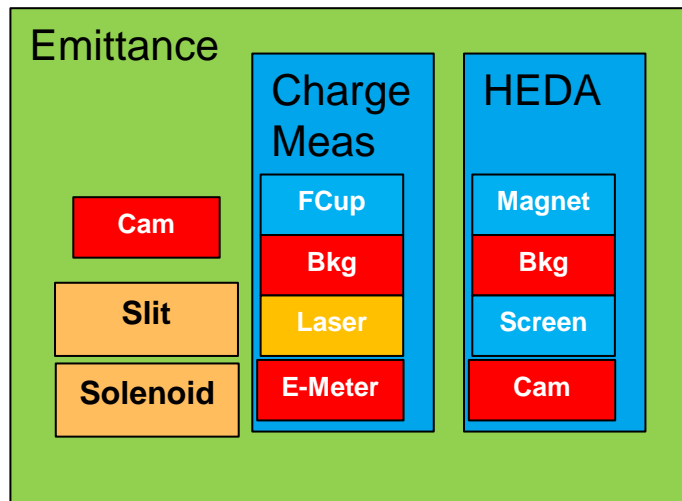 Emittance
Charge
Meas
HEDA
Cam
Slit
Solenoid
FCup
Bkg
Laser
E-Meter
Magnet
Bkg
Screen
Cam